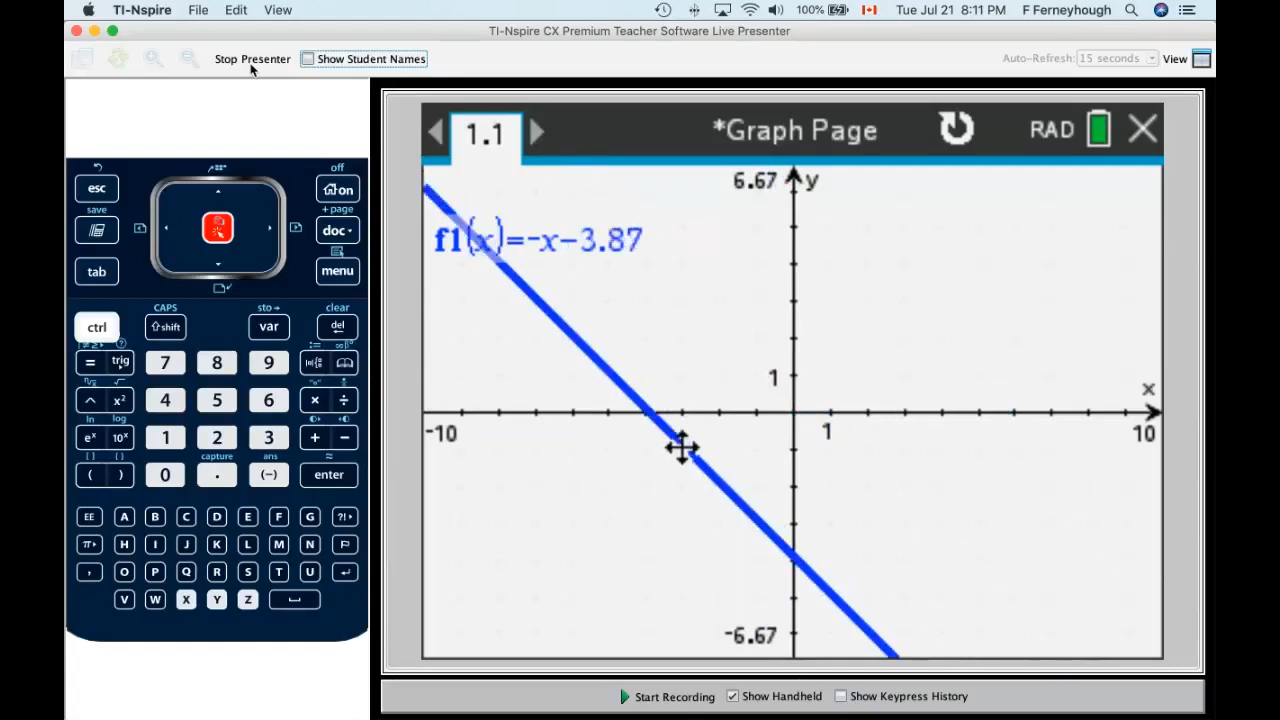 TI-Nspire File Edit View 100% Tue Jul 21 8:11 PM F Ferneyhough
TI-Nspire CX Premium Teacher Software Live Presenter
Stop Presenter Show Student Names Auto-Refresh: 15 seconds View
1.1 *Graph Page RAD
6.67 y
f1(x)=-x-3.87
1
x
-10 1 10
-6.67
off
esc on
save + page
doc
tab menu
CAPS sto→ clear
ctrl shift var del
= trig 7 8 9
^ x² 4 5 6 × ÷
ln log
eˣ 10ˣ 1 2 3 + −
[ ] { } capture ans ≈
( ) 0 . (−) enter
EE A B C D E F G ?!▸
π▸ H I J K L M N
, O P Q R S T U
V W X Y Z
Start Recording Show Handheld Show Keypress History